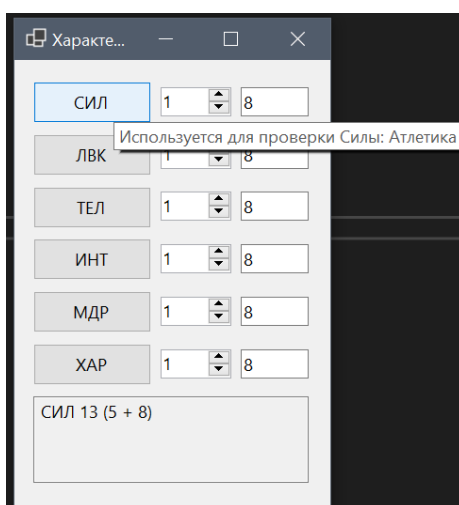 Характе...
СИЛ 1 8
Используется для проверки Силы: Атлетика
ЛВК 1 8
ТЕЛ 1 8
ИНТ 1 8
МДР 1 8
ХАР 1 8
СИЛ 13 (5 + 8)